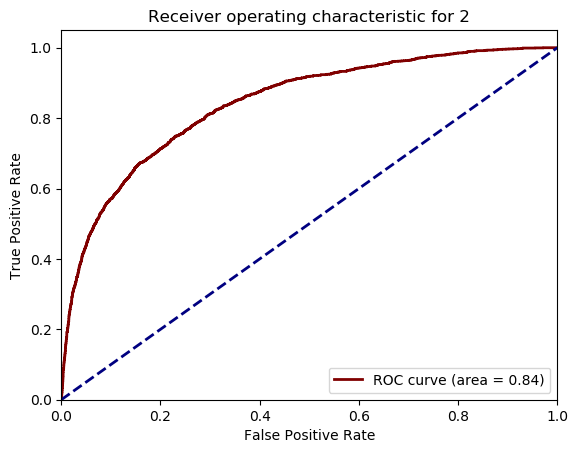 Receiver operating characteristic for 2
1.0
0.8
0.6
0.4
0.2
0.0
True Positive Rate
ROC curve (area = 0.84)
0.0 0.2 0.4 0.6 0.8 1.0
False Positive Rate